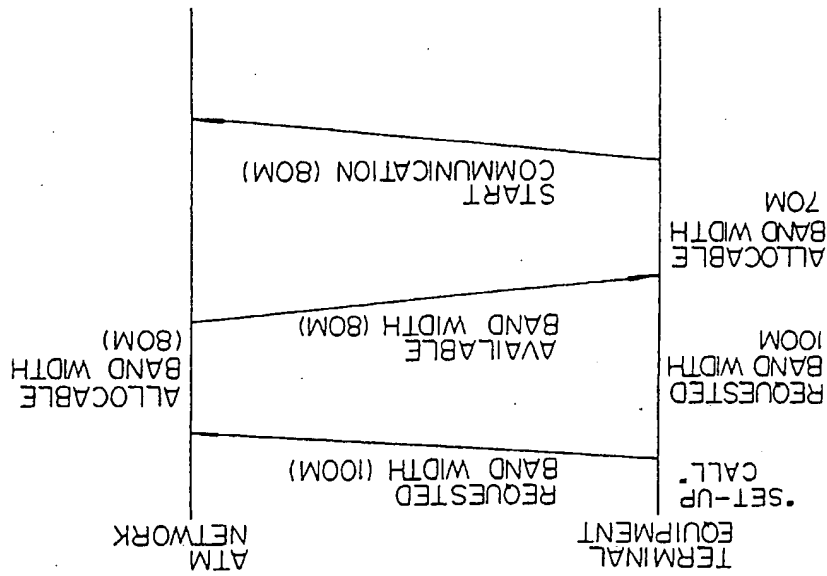 TERMINAL
EQUIPMENT
ATM
NETWORK
"SET-UP
CALL"
REQUESTED
BAND WIDTH (100M)
REQUESTED
BAND WIDTH
100M
ALLOCABLE
BAND WIDTH
(80M)
AVAILABLE
BAND WIDTH (80M)
ALLOCABLE
BAND WIDTH
70M
START
COMMUNICATION (80M)